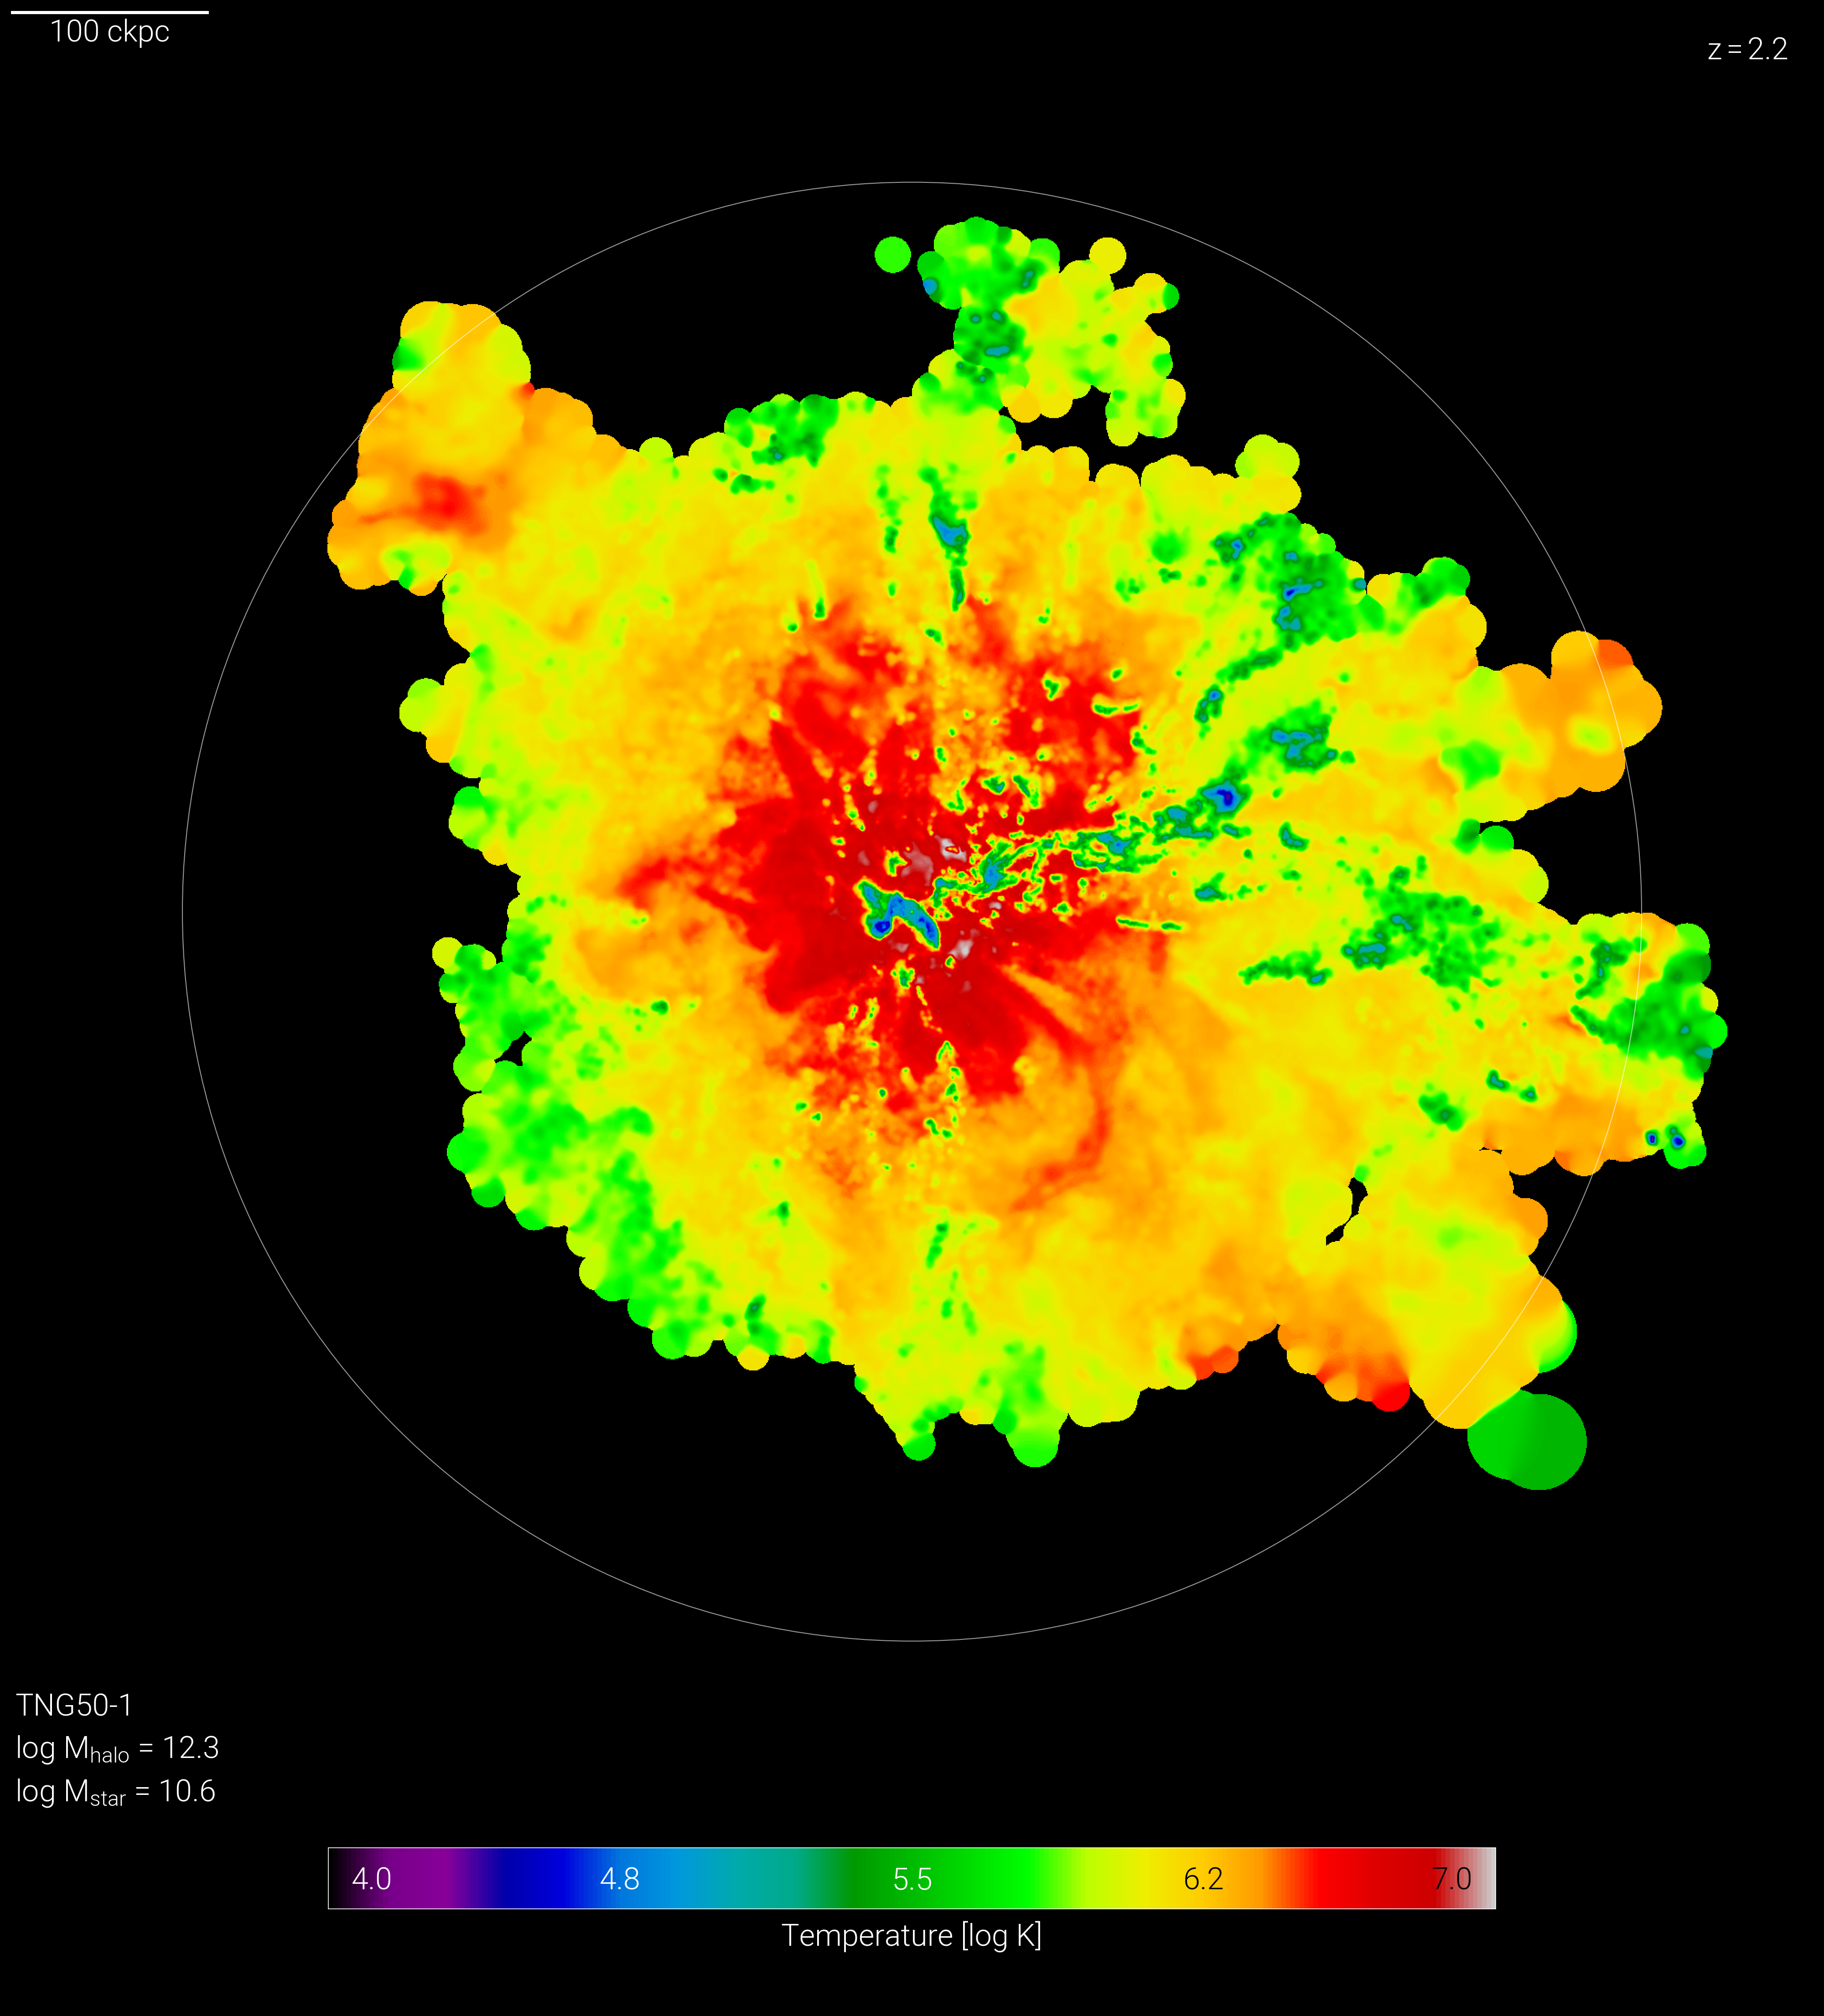 100 ckpc
z = 2.2
TNG50-1
log Mhalo = 12.3
log Mstar = 10.6
4.0 4.8 5.5 6.2 7.0
Temperature [log K]